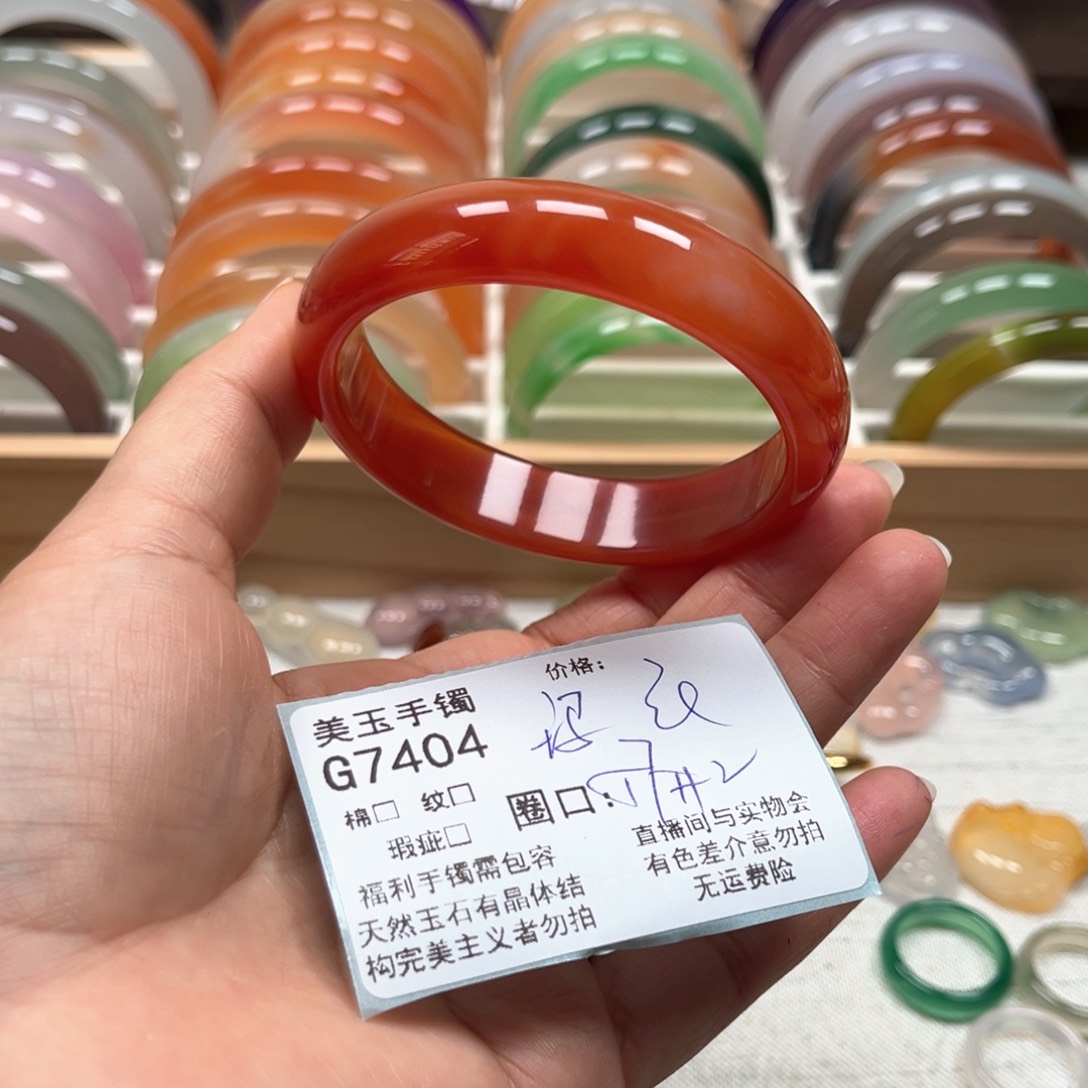 美玉手镯
G7404
价格:
棉□ 纹□
瑕疵□
圈口:
福利手镯需包容
天然玉石有晶体结
构完美主义者勿拍
直播间与实物会
有色差介意勿拍
无运费险